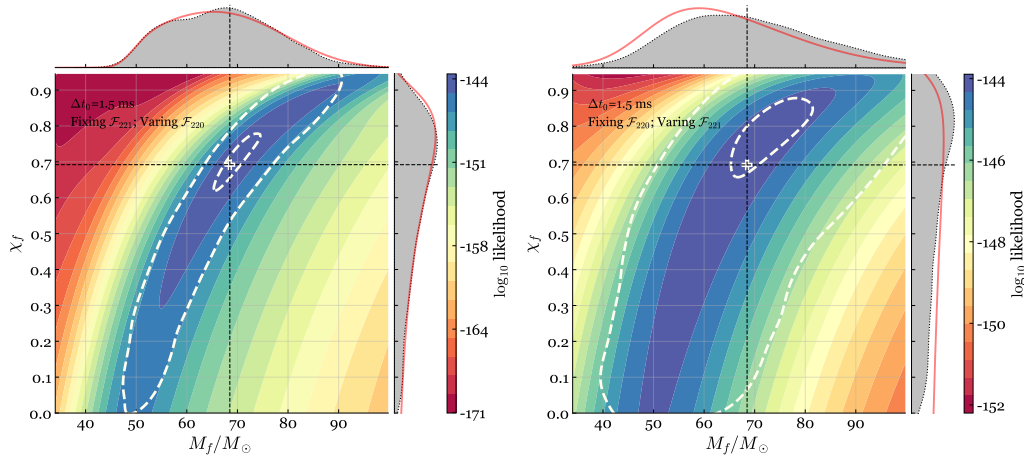 Δt₀=1.5 ms
Fixing ℱ₂₂₁; Varing ℱ₂₂₀
χ_f
0.9
0.8
0.7
0.6
0.5
0.4
0.3
0.2
0.1
0.0
40 50 60 70 80 90
M_f/M_⊙
-144
-151
-158
-164
-171
log₁₀ likelihood
Δt₀=1.5 ms
Fixing ℱ₂₂₀; Varing ℱ₂₂₁
χ_f
0.9
0.8
0.7
0.6
0.5
0.4
0.3
0.2
0.1
0.0
40 50 60 70 80 90
M_f/M_⊙
-144
-146
-148
-150
-152
log₁₀ likelihood